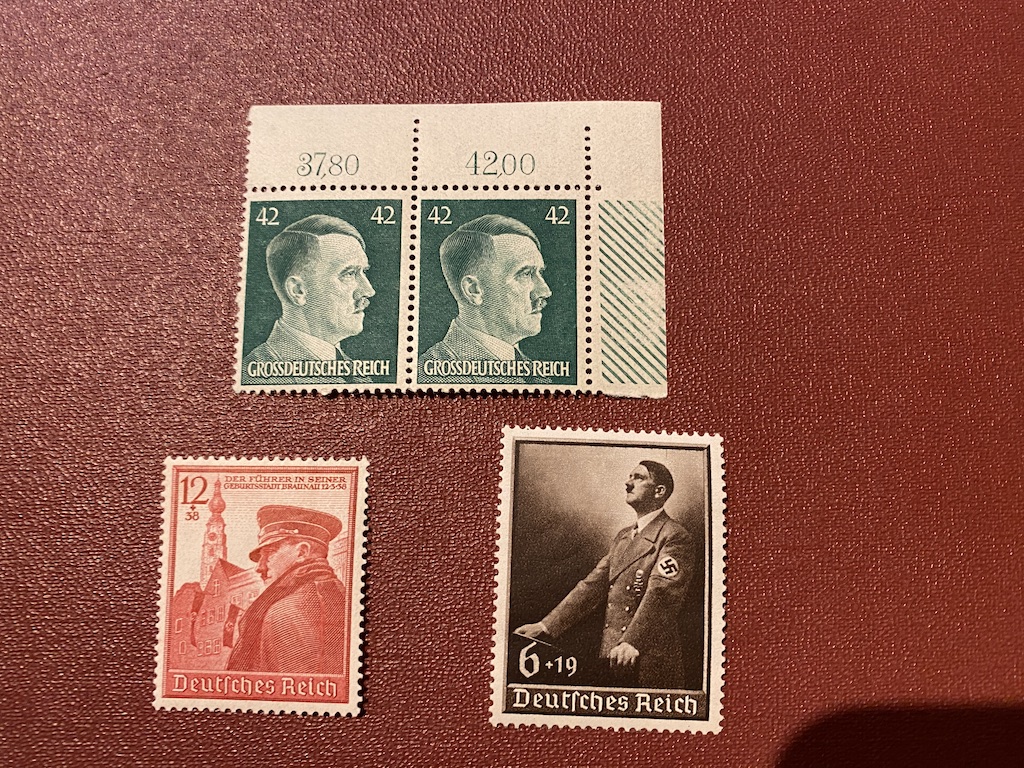 37,80 42,00
42 42 42 42
GROSSDEUTSCHES REICH GROSSDEUTSCHES REICH
DER FÜHRER IN SEINER
GEBURTSSTADT BRAUNAU 12·3·38
12
+
38
Deutſches Reich
6+19
Deutſches Reich